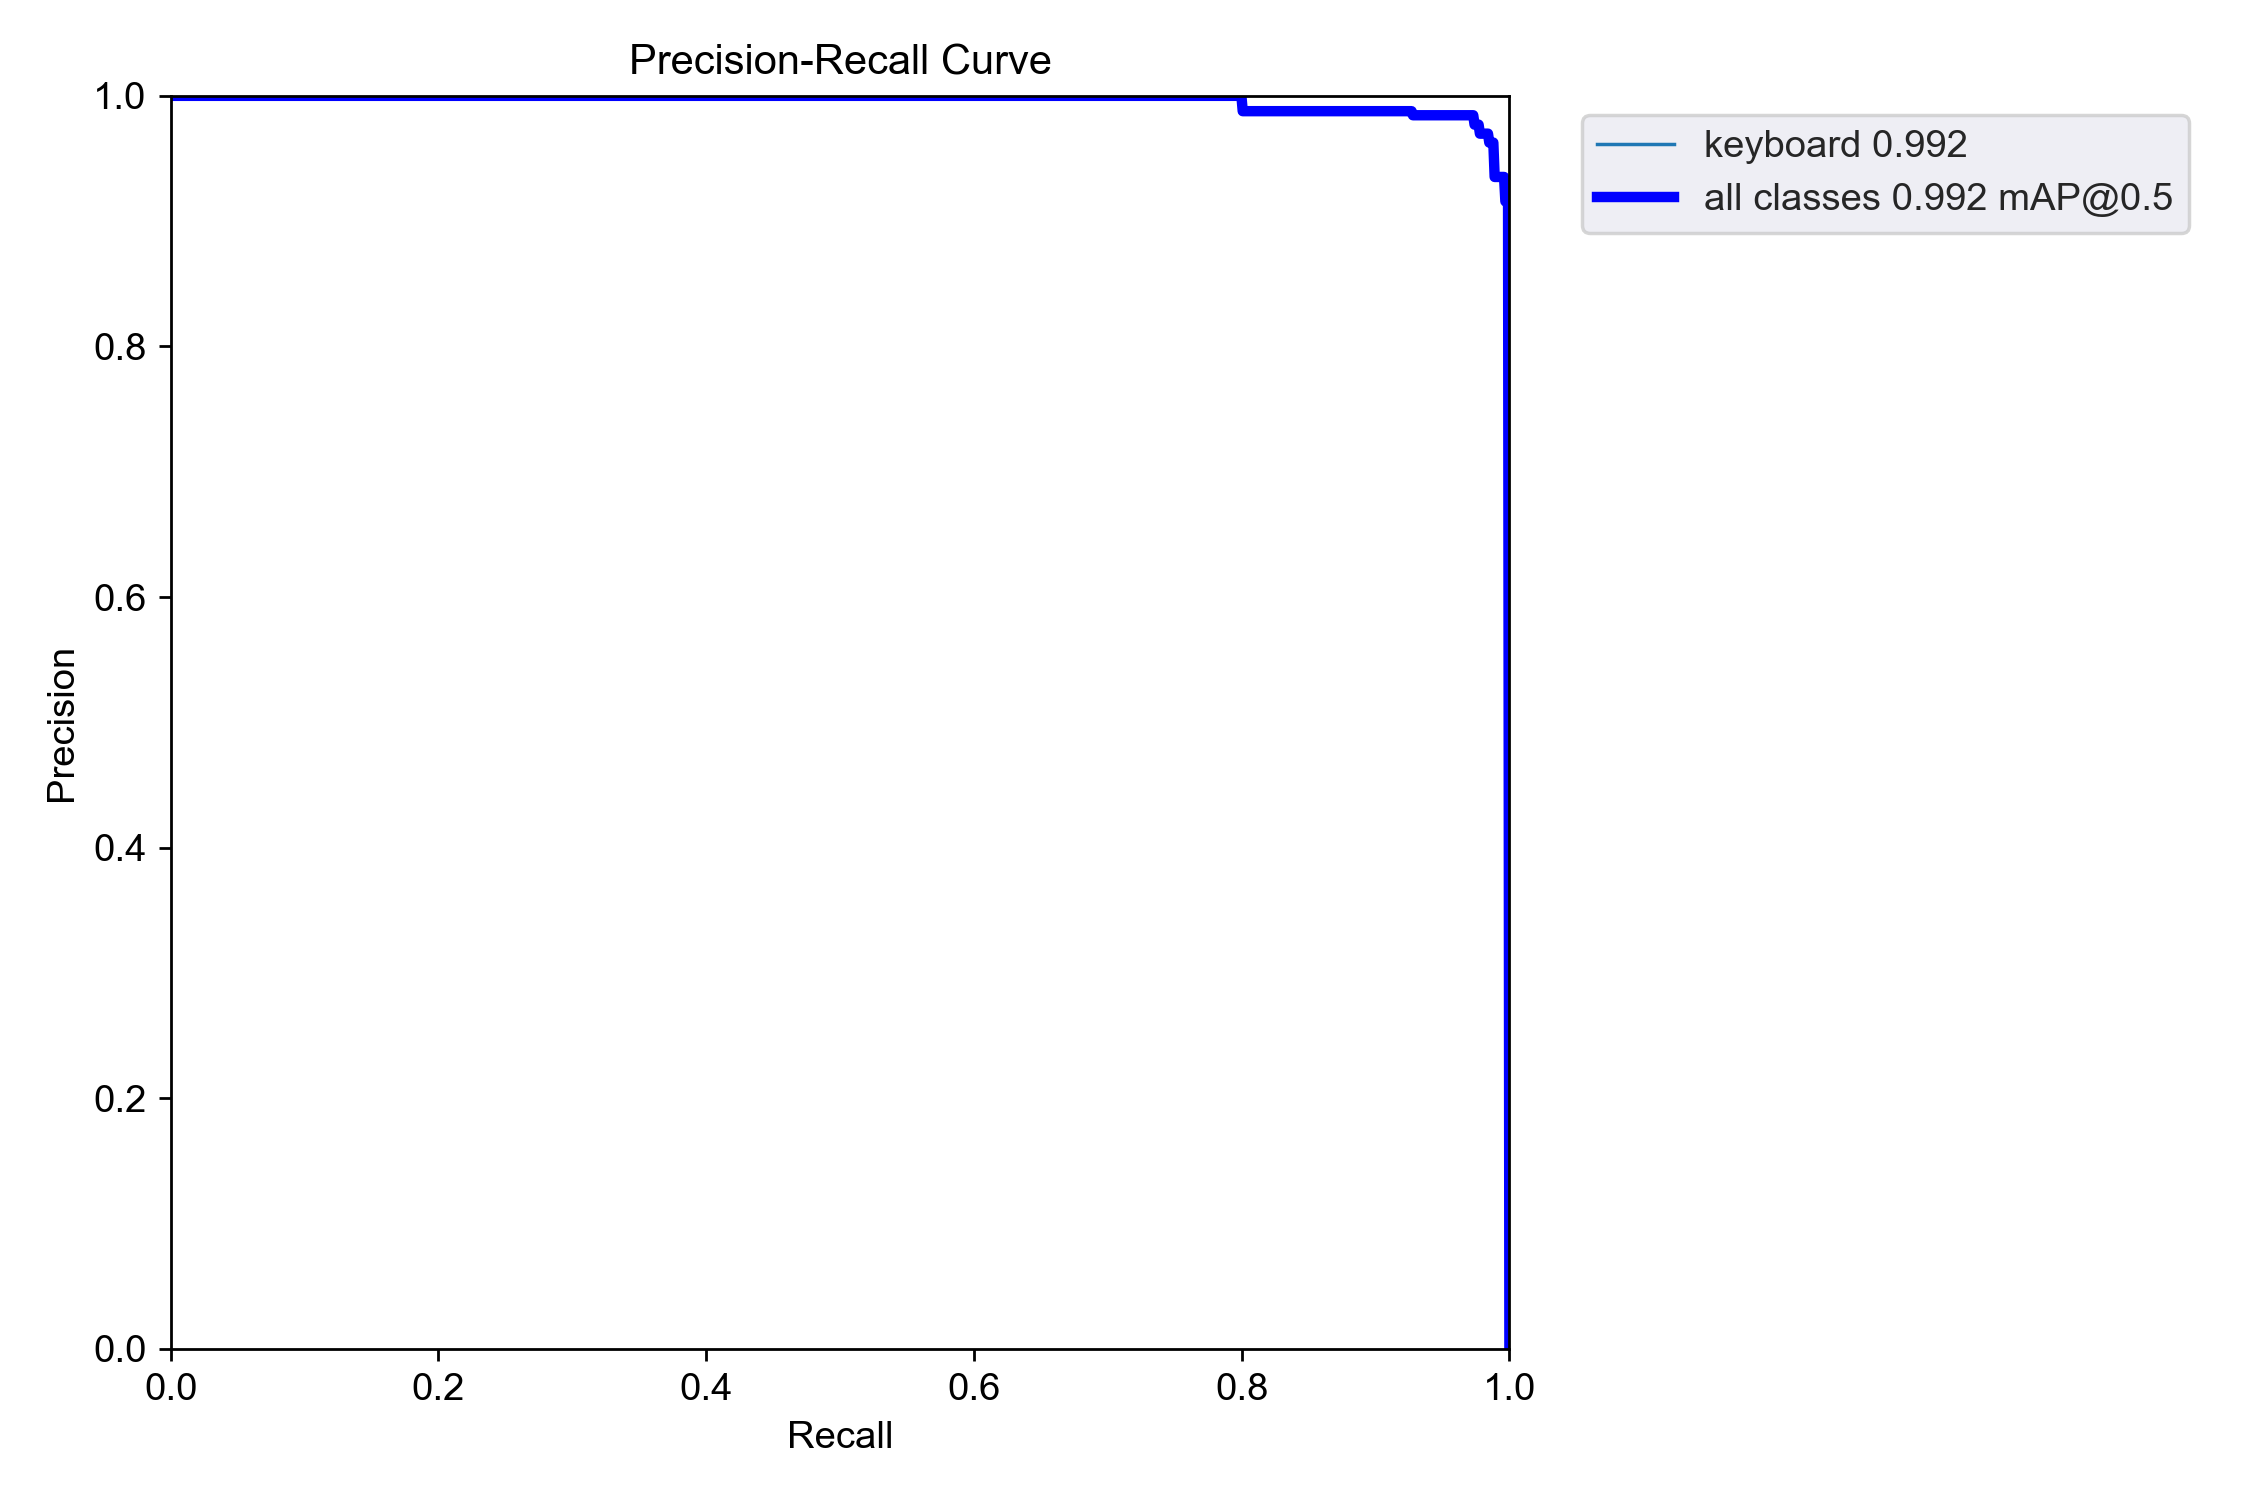 Precision-Recall Curve
1.0
0.8
0.6
0.4
0.2
0.0
Precision
0.0 0.2 0.4 0.6 0.8 1.0
Recall
keyboard 0.992
all classes 0.992 mAP@0.5